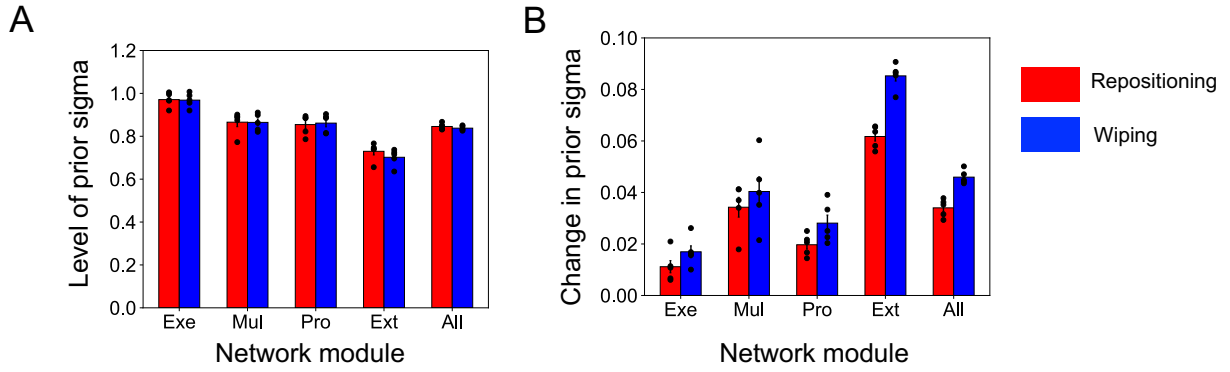 A
Level of prior sigma
1.2
1.0
0.8
0.6
0.4
0.2
0.0
Exe Mul Pro Ext All
Network module
B
Change in prior sigma
0.10
0.08
0.06
0.04
0.02
0.00
Exe Mul Pro Ext All
Network module
Repositioning
Wiping